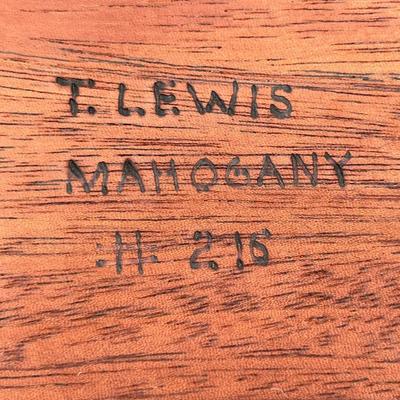 T. LEWIS
MAHOGANY
# 216